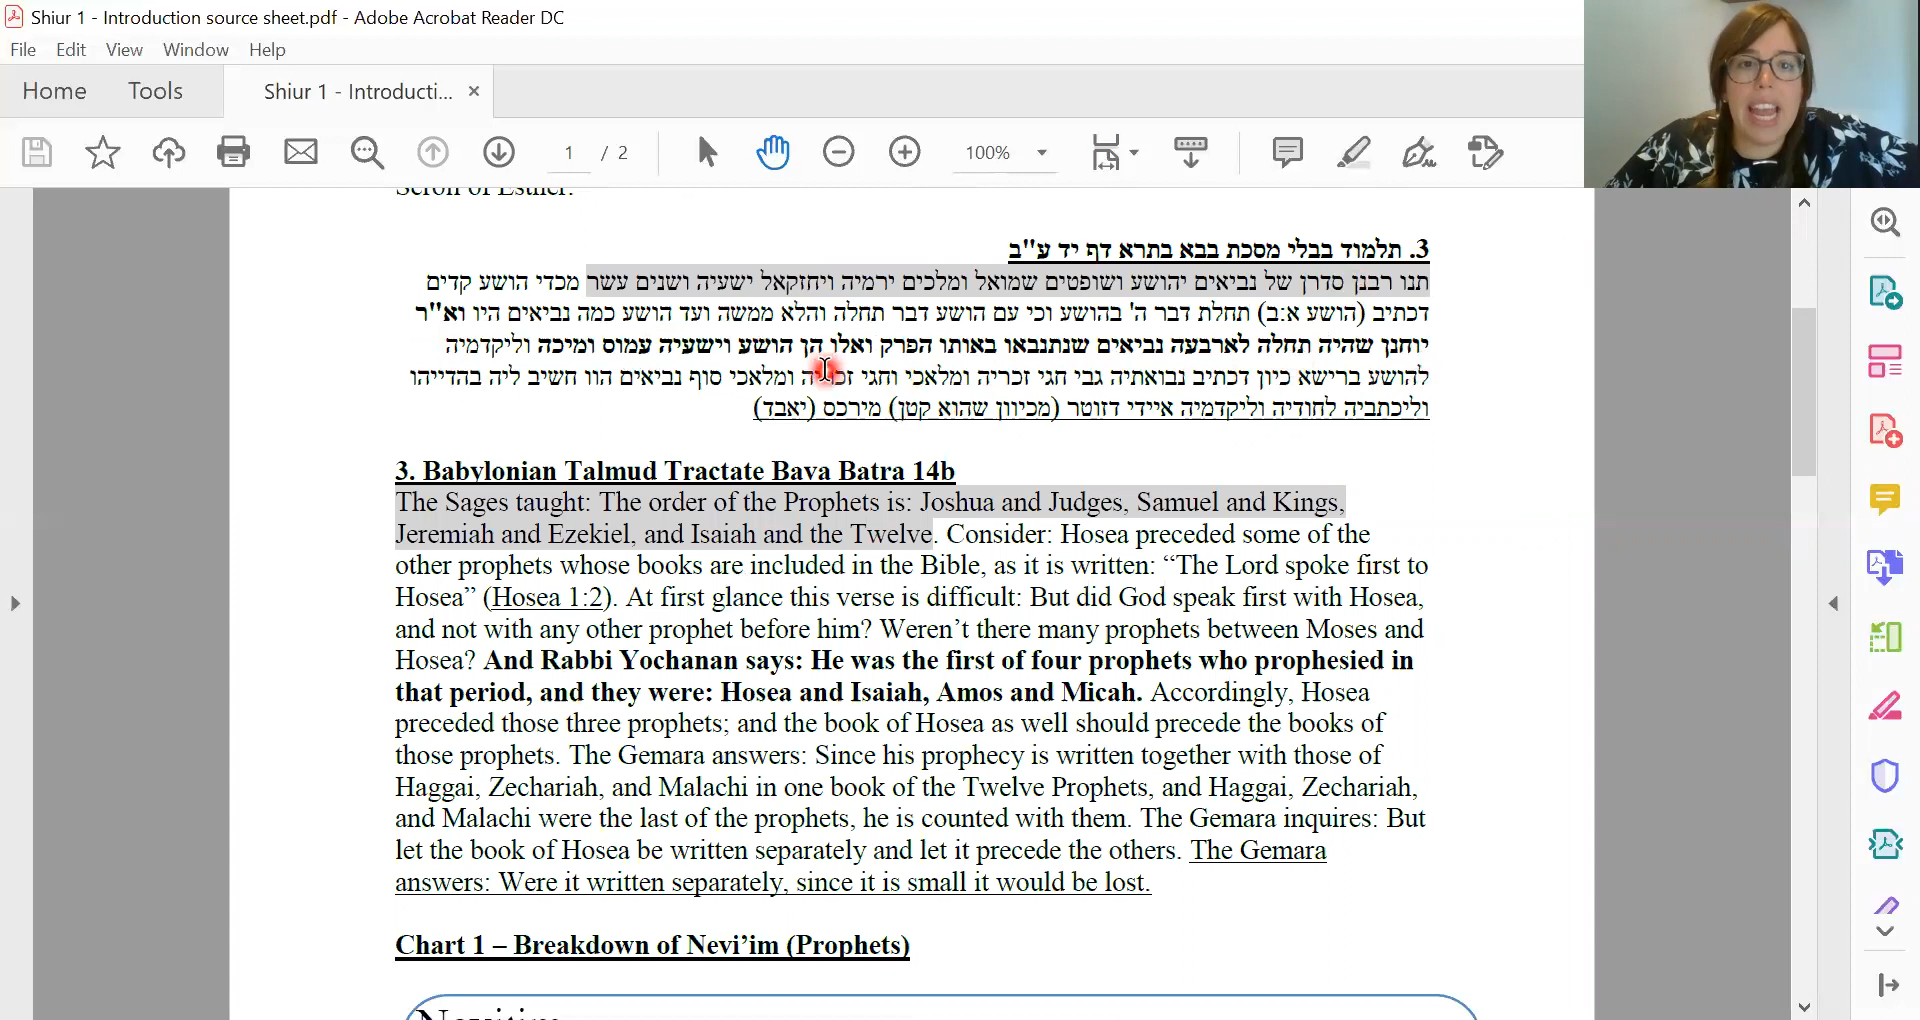 Shiur 1 - Introduction source sheet.pdf - Adobe Acrobat Reader DC
File Edit View Window Help
Home Tools Shiur 1 - Introducti... ×
1 / 2 100%
Scroll of Esther.
3. תלמוד בבלי מסכת בבא בתרא דף יד ע"ב
תנו רבנן סדרן של נביאים יהושע ושופטים שמואל ומלכים ירמיה ויחזקאל ישעיה ושנים עשר מכדי הושע קדים
דכתיב (הושע א:ב) תחלת דבר ה' בהושע וכי עם הושע דבר תחלה והלא ממשה ועד הושע כמה נביאים היו וא"ר
יוחנן שהיה תחלה לארבעה נביאים שנתנבאו באותו הפרק ואלו הן הושע וישעיה עמוס ומיכה וליקדמיה
להושע ברישא כיון דכתיב נבואתיה גבי חגי זכריה ומלאכי וחגי זכריה ומלאכי סוף נביאים הוו חשיב ליה בהדייהו
וליכתביה לחודיה וליקדמיה איידי דזוטר (מכיוון שהוא קטן) מירכס (יאבד)
3. Babylonian Talmud Tractate Bava Batra 14b
The Sages taught: The order of the Prophets is: Joshua and Judges, Samuel and Kings,
Jeremiah and Ezekiel, and Isaiah and the Twelve. Consider: Hosea preceded some of the
other prophets whose books are included in the Bible, as it is written: “The Lord spoke first to
Hosea” (Hosea 1:2). At first glance this verse is difficult: But did God speak first with Hosea,
and not with any other prophet before him? Weren’t there many prophets between Moses and
Hosea? And Rabbi Yochanan says: He was the first of four prophets who prophesied in
that period, and they were: Hosea and Isaiah, Amos and Micah. Accordingly, Hosea
preceded those three prophets; and the book of Hosea as well should precede the books of
those prophets. The Gemara answers: Since his prophecy is written together with those of
Haggai, Zechariah, and Malachi in one book of the Twelve Prophets, and Haggai, Zechariah,
and Malachi were the last of the prophets, he is counted with them. The Gemara inquires: But
let the book of Hosea be written separately and let it precede the others. The Gemara
answers: Were it written separately, since it is small it would be lost.
Chart 1 – Breakdown of Nevi’im (Prophets)